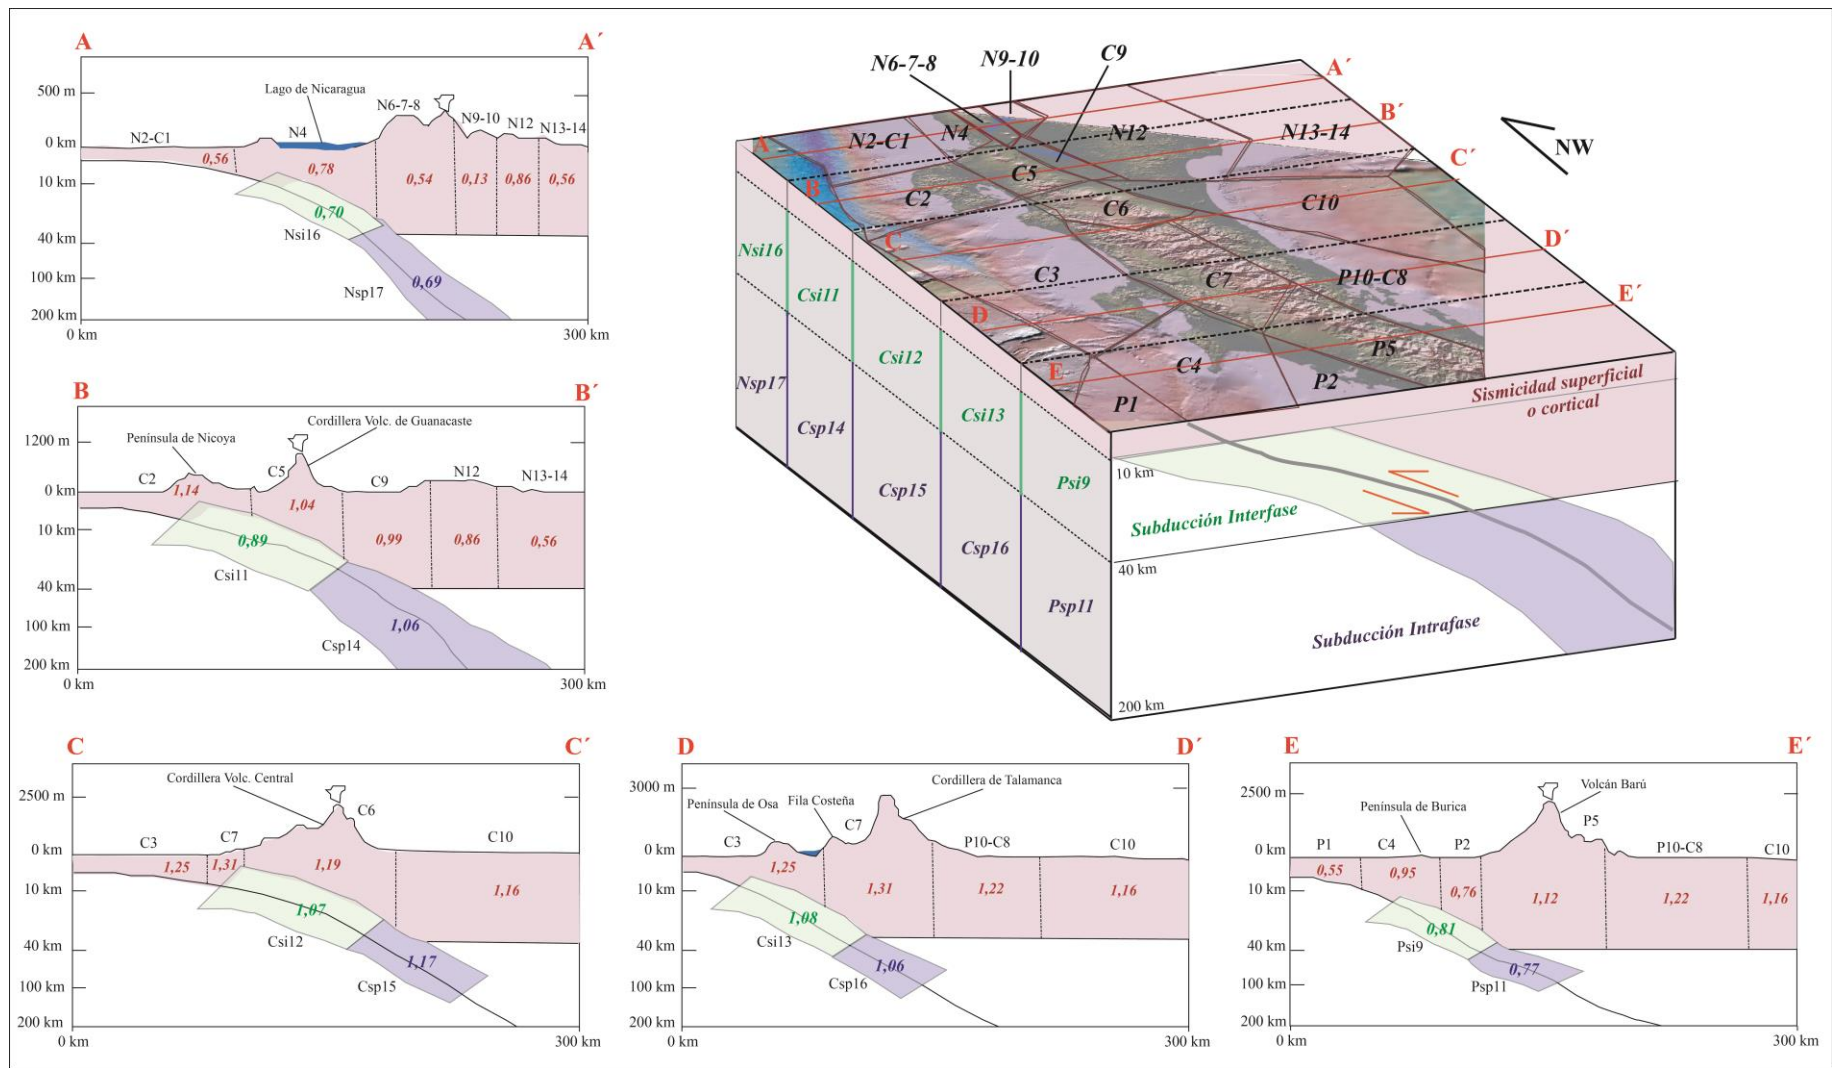 A
A´
500 m
Lago de Nicaragua
N6-7-8
N9-10
N12
N13-14
N2-C1
N4
0 km
0,56
0,78
0,54
0,13
0,86
0,56
10 km
0,70
Nsi16
40 km
100 km
0,69
Nsp17
200 km
0 km
300 km
B
B´
Cordillera Volc. de Guanacaste
1200 m
Península de Nicoya
C2
C5
C9
N12
N13-14
0 km
1,14
1,04
10 km
0,89
0,99
0,86
0,56
Csi11
40 km
100 km
1,06
Csp14
200 km
0 km
300 km
N6-7-8
N9-10
C9
A´
B´
C´
D´
E´
NW
A
B
C
D
E
N2-C1
N4
N12
N13-14
C5
C2
C6
C10
C3
C7
P10-C8
P5
C4
P2
P1
Nsi16
Csi11
Csi12
Csi13
Psi9
Nsp17
Csp14
Csp15
Csp16
Psp11
Sismicidad superficial
o cortical
10 km
Subducción Interfase
40 km
Subducción Intrafase
200 km
C
C´
Cordillera Volc. Central
2500 m
C6
C3
C7
C10
0 km
1,25
1,31
1,19
1,16
10 km
1,07
Csi12
40 km
1,17
100 km
Csp15
200 km
0 km
300 km
D
D´
3000 m
Cordillera de Talamanca
Península de Osa
Fila Costeña
C3
C7
P10-C8
C10
0 km
1,25
1,31
1,22
1,16
10 km
1,08
Csi13
40 km
1,06
100 km
Csp16
200 km
0 km
300 km
E
E´
2500 m
Volcán Barú
Península de Burica
P5
P1
C4
P2
P10-C8
C10
0 km
0,55
0,95
0,76
1,12
1,22
1,16
10 km
0,81
Psi9
40 km
0,77
100 km
Psp11
200 km
0 km
300 km